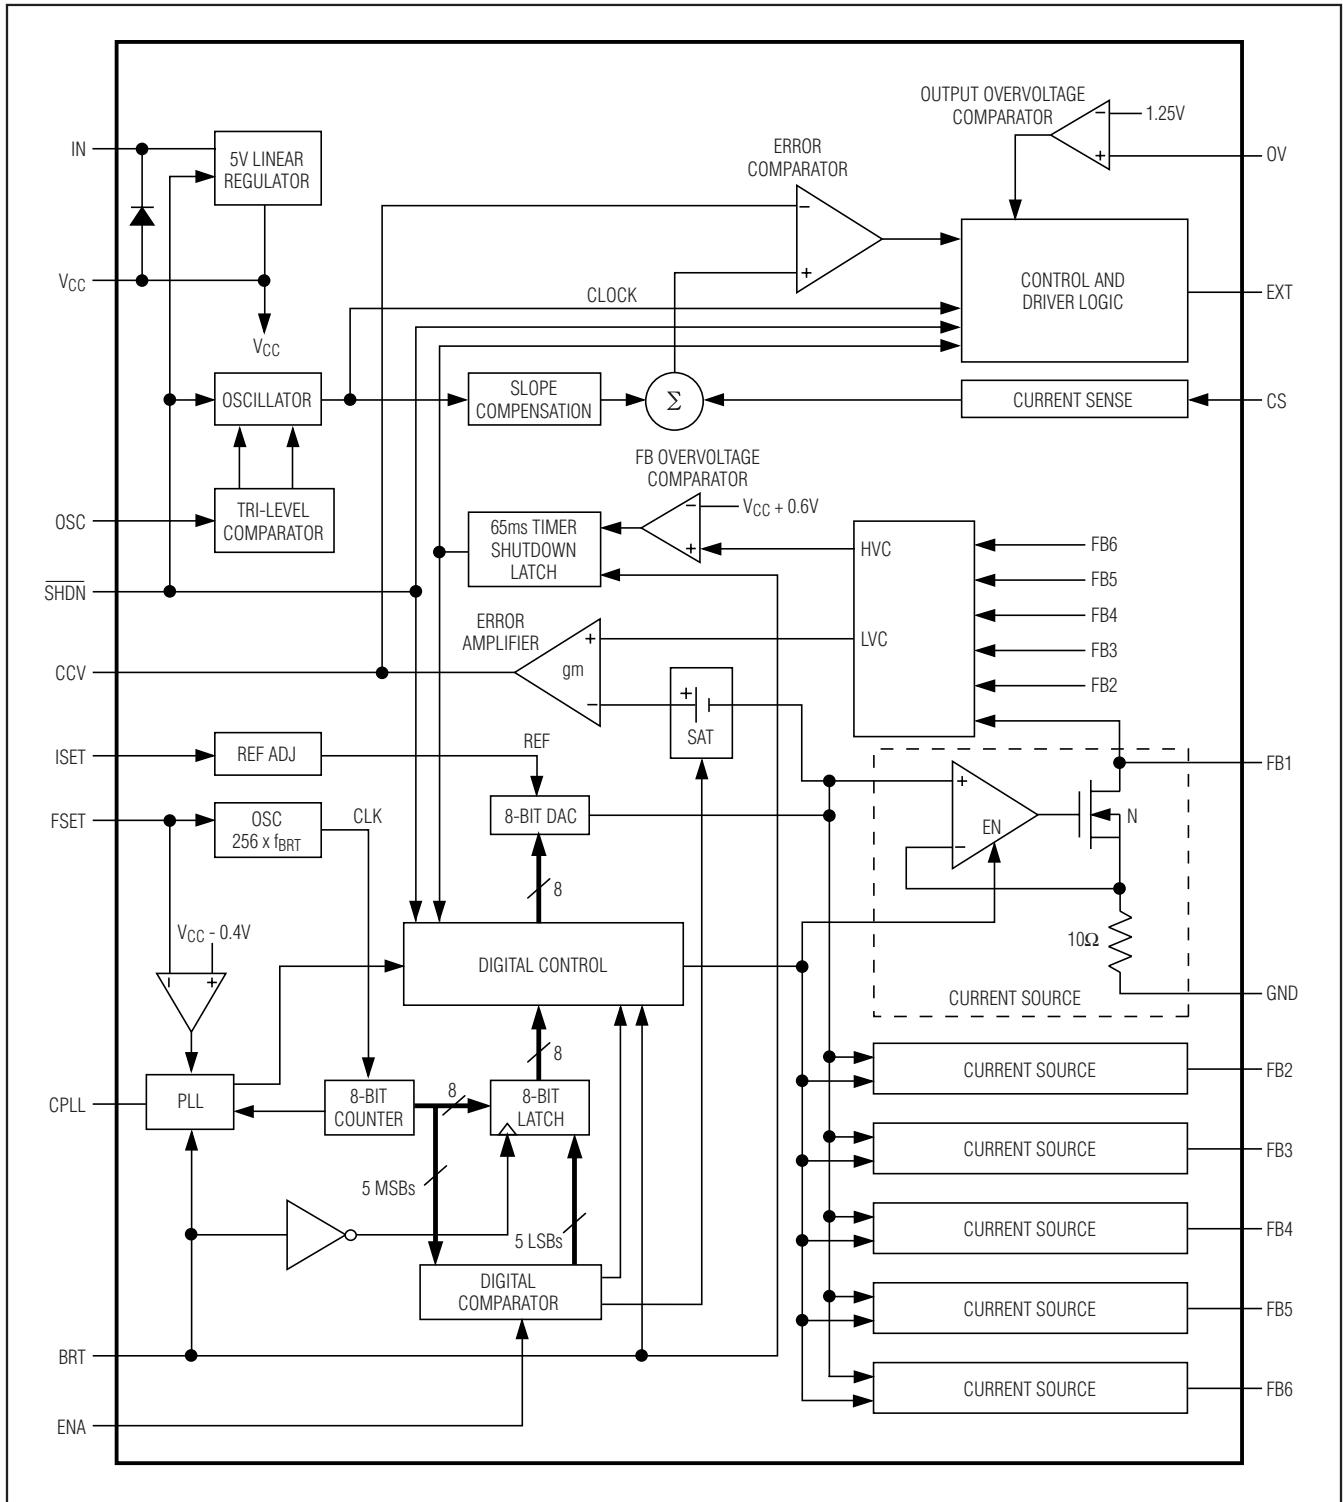 OUTPUT OVERVOLTAGE
COMPARATOR
−
1.25V
+
OV
IN
5V LINEAR
REGULATOR
ERROR
COMPARATOR
−
+
VCC
VCC
CLOCK
CONTROL AND
DRIVER LOGIC
EXT
OSCILLATOR
SLOPE
COMPENSATION
Σ
CURRENT SENSE
CS
FB OVERVOLTAGE
COMPARATOR
OSC
TRI-LEVEL
COMPARATOR
65ms TIMER
SHUTDOWN
LATCH
−
VCC + 0.6V
+
HVC
LVC
FB6
FB5
FB4
FB3
FB2
SHDN
ERROR
AMPLIFIER
+
gm
−
CCV
+
SAT
ISET
REF ADJ
REF
FB1
FSET
OSC
256 x fBRT
CLK
8-BIT DAC
+
EN
−
N
8
10Ω
VCC - 0.4V
−
+
DIGITAL CONTROL
CURRENT SOURCE
GND
8
CPLL
PLL
8-BIT
COUNTER
8
8-BIT
LATCH
CURRENT SOURCE
FB2
CURRENT SOURCE
FB3
5 MSBs
5 LSBs
CURRENT SOURCE
FB4
DIGITAL
COMPARATOR
CURRENT SOURCE
FB5
BRT
CURRENT SOURCE
FB6
ENA